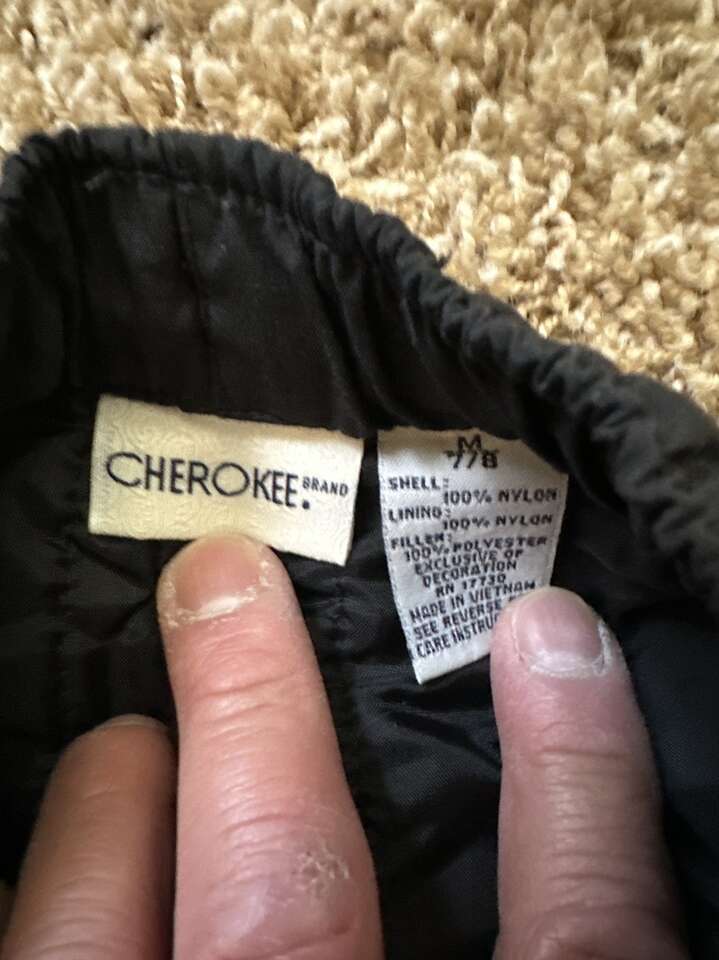 CHEROKEE. BRAND
M
7/8
SHELL:
100% NYLON
LINING:
100% NYLON
FILLER:
100% POLYESTER
EXCLUSIVE OF
DECORATION
RN 17730
MADE IN VIETNAM
SEE REVERSE
CARE INSTRUC